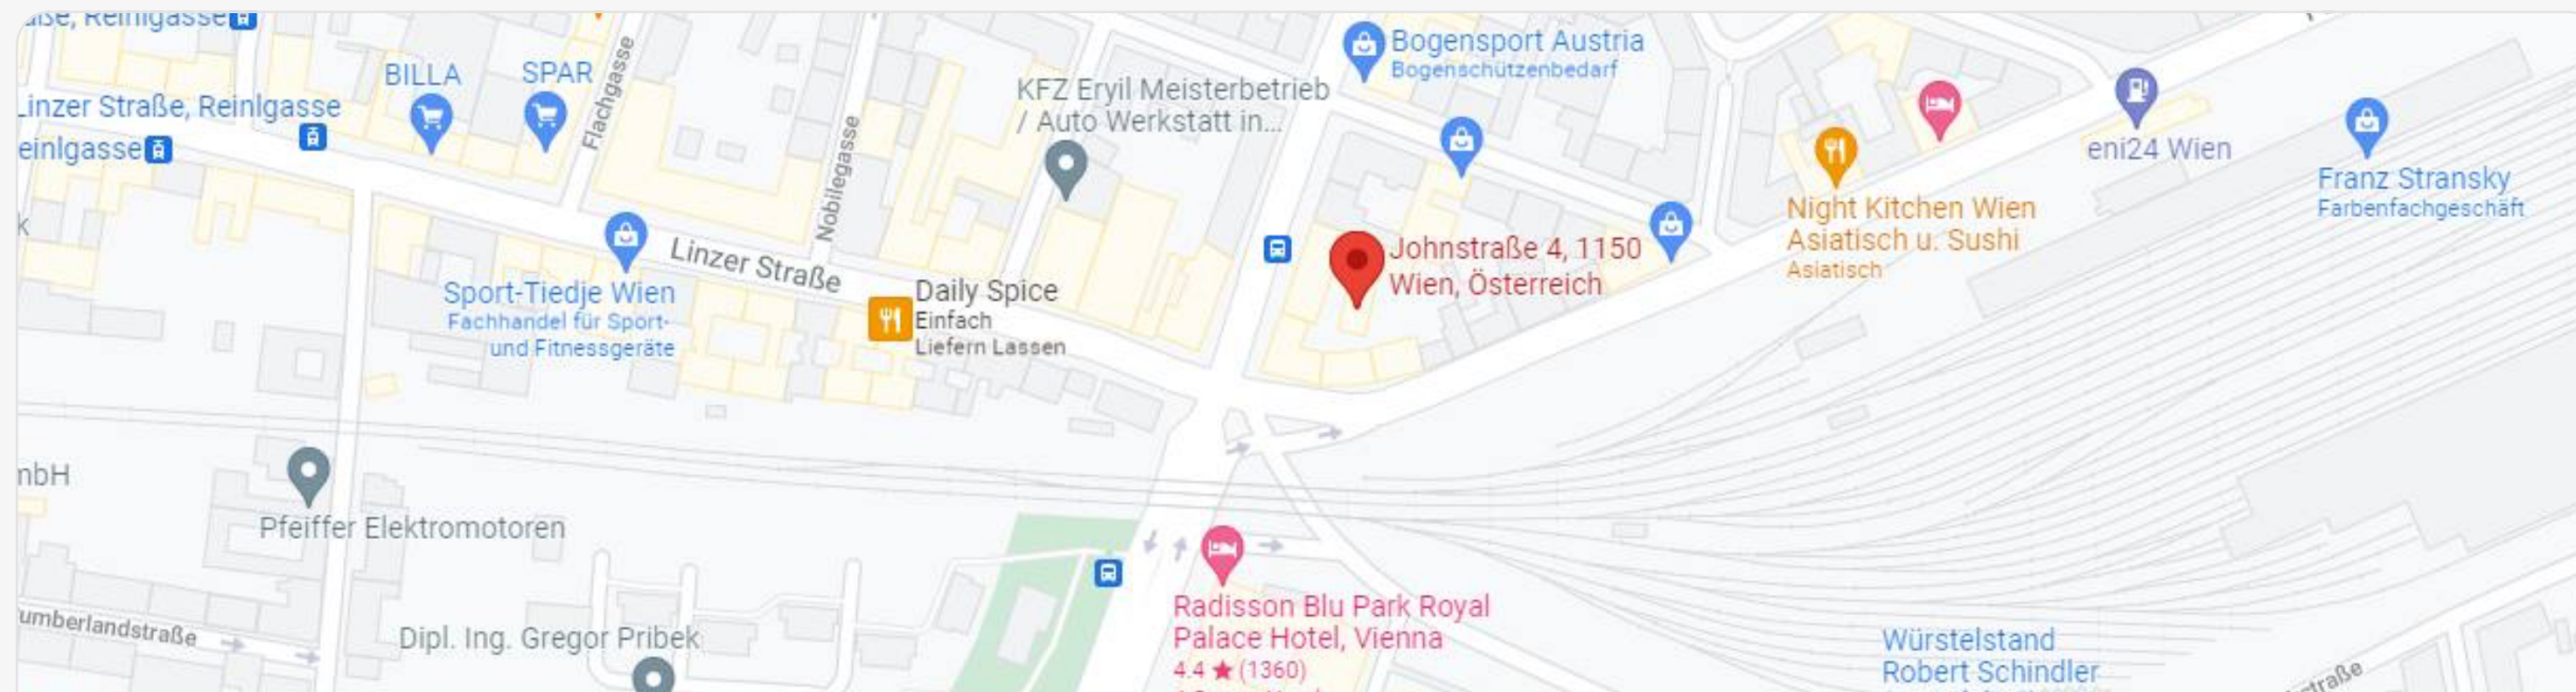 Reinlgasse
BILLA
SPAR
Flachgasse
Linzer Straße, Reinlgasse
Nobilegasse
KFZ Eryil Meisterbetrieb
/ Auto Werkstatt in...
Bogensport Austria
Bogenschützenbedarf
eni24 Wien
Franz Stransky
Farbenfachgeschäft
Night Kitchen Wien
Asiatisch u. Sushi
Asiatisch
Johnstraße 4, 1150
Wien, Österreich
Linzer Straße
Sport-Tiedje Wien
Fachhandel für Sport-
und Fitnessgeräte
Daily Spice
Einfach
Liefern Lassen
nbH
Pfeiffer Elektromotoren
umberlandstraße
Dipl. Ing. Gregor Pribek
Radisson Blu Park Royal
Palace Hotel, Vienna
4.4 ★ (1360)
Würstelstand
Robert Schindler